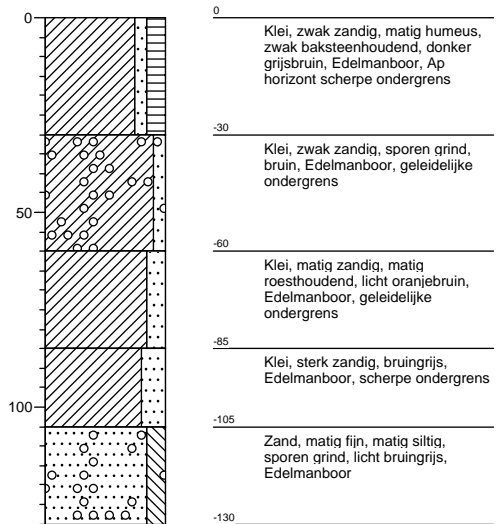 0
0
Klei, zwak zandig, matig humeus,
zwak baksteenhoudend, donker
grijsbruin, Edelmanboor, Ap
horizont scherpe ondergrens
-30
Klei, zwak zandig, sporen grind,
bruin, Edelmanboor, geleidelijke
ondergrens
50
-60
Klei, matig zandig, matig
roesthoudend, licht oranjebruin,
Edelmanboor, geleidelijke
ondergrens
-85
Klei, sterk zandig, bruingrijs,
Edelmanboor, scherpe ondergrens
100
-105
Zand, matig fijn, matig siltig,
sporen grind, licht bruingrijs,
Edelmanboor
-130